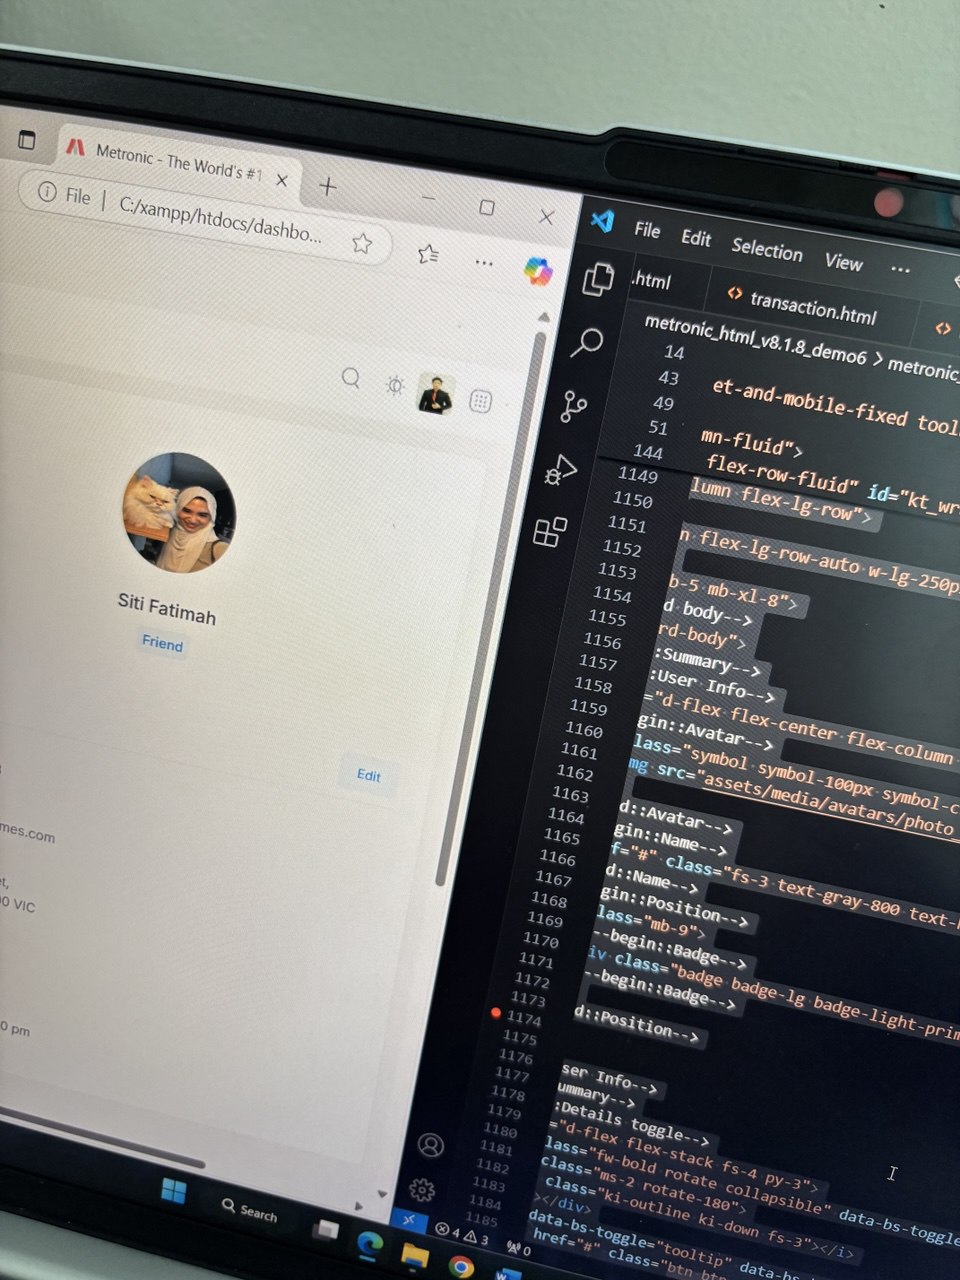 Metronic - The World's #1
File | C:/xampp/htdocs/dashbo...
Siti Fatimah
Friend
Edit
mes.com
et,
00 VIC
0 pm
Search
File Edit Selection View ...
.html
transaction.html
metronic_html_v8.1.8_demo6 > metronic_
14
43 et-and-mobile-fixed tool
49
51 mn-fluid">
144 flex-row-fluid" id="kt_wr
1149 lumn flex-lg-row">
1150
1151 n flex-lg-row-auto w-lg-250p
1152
1153 b-5 mb-xl-8">
1154 d body-->
1155 rd-body">
1156 :Summary-->
1157 :User Info-->
1158 ="d-flex flex-center flex-column
1159 gin::Avatar-->
1160 lass="symbol symbol-100px symbol-c
1161 mg src="assets/media/avatars/photo_
1162
1163 d::Avatar-->
1164 gin::Name-->
1165 f="#" class="fs-3 text-gray-800 text-h
1166 d::Name-->
1167 gin::Position-->
1168 lass="mb-9">
1169 --begin::Badge-->
1170 iv class="badge badge-lg badge-light-prim
1171 --begin::Badge-->
1172
1173 d::Position-->
1174
1175
1176 ser Info-->
1177 ummary-->
1178 :Details toggle-->
1179 ="d-flex flex-stack fs-4 py-3">
1180 lass="fw-bold rotate collapsible" data-bs-toggle
1181 class="ms-2 rotate-180">
1182 class="ki-outline ki-down fs-3"></i>
1183 ></div>
1184 data-bs-toggle="tooltip" data-bs
1185 href="#" class="btn btn
4 3 0